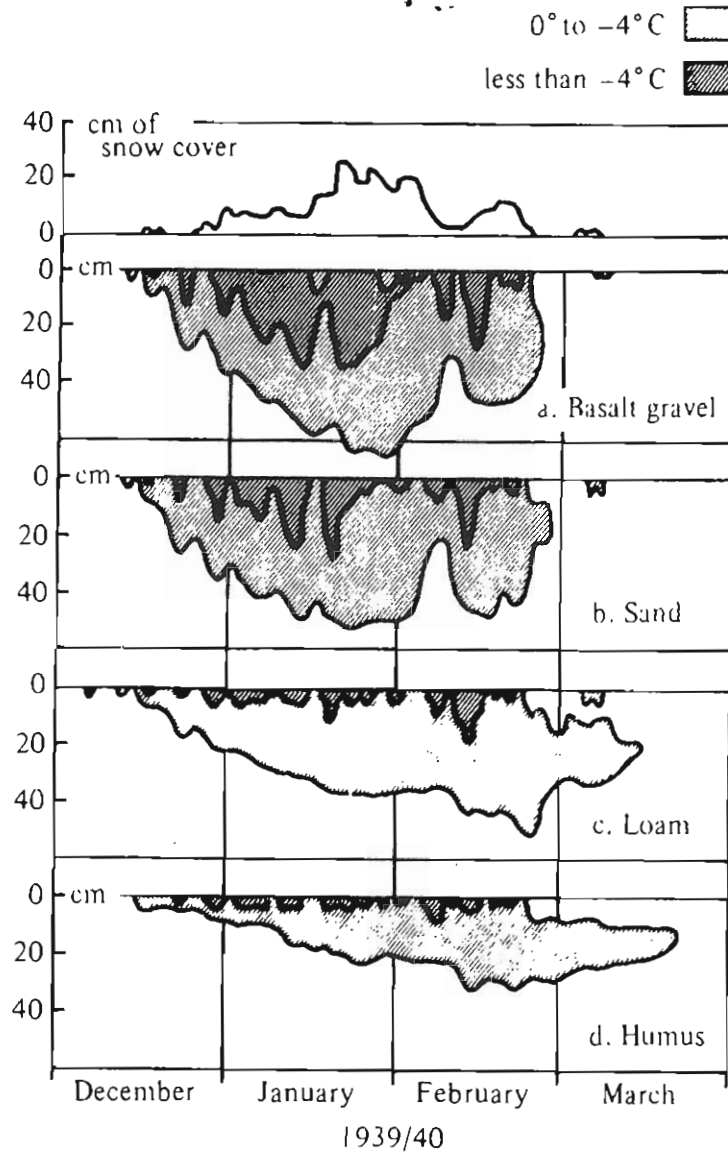 0° to −4°C
less than −4°C
40
cm of
snow cover
20
0
0 cm
20
40
a. Basalt gravel
0 cm
20
40
b. Sand
0
20
40
c. Loam
0 cm
20
40
d. Humus
December January February March
1939/40